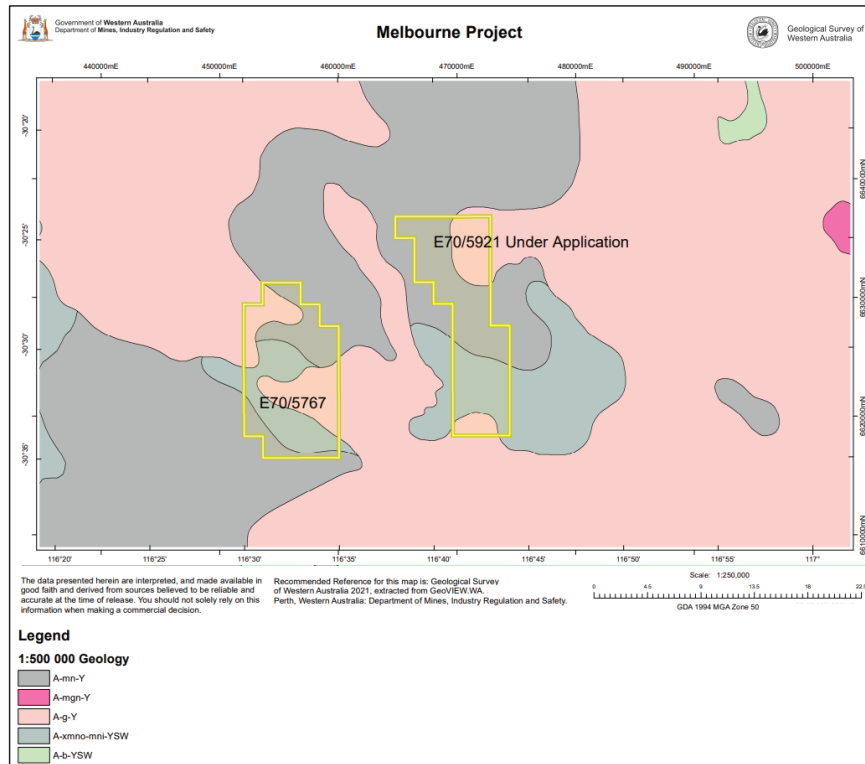 Government of Western Australia
Department of Mines, Industry Regulation and Safety
Melbourne Project
Geological Survey of
Western Australia
440000mE 450000mE 460000mE 470000mE 480000mE 490000mE 500000mE
-30°20'
6640000mN
-30°25'
E70/5921 Under Application
6630000mN
-30°30'
E70/5767
6620000mN
-30°35'
6610000mN
116°20' 116°25' 116°30' 116°35' 116°40' 116°45' 116°50' 116°55' 117°
The data presented herein are interpreted, and made available in
good faith and derived from sources believed to be reliable and
accurate at the time of release. You should not solely rely on this
information when making a commercial decision.
Recommended Reference for this map is: Geological Survey
of Western Australia 2021, extracted from GeoVIEW.WA.
Perth, Western Australia: Department of Mines, Industry Regulation and Safety.
Scale: 1:250,000
0 4.5 9 13.5 18 22.5
GDA 1994 MGA Zone 50
Legend
1:500 000 Geology
A-mn-Y
A-mgn-Y
A-g-Y
A-xmno-mni-YSW
A-b-YSW